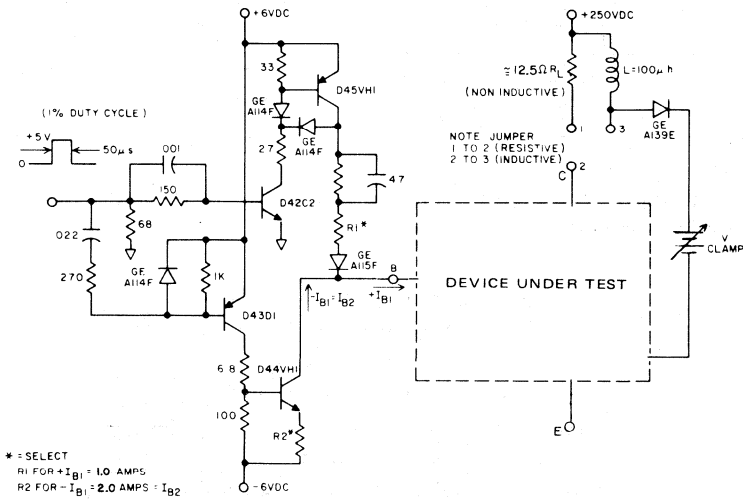 +6VDC
+250VDC
33
D45VH1
≈12.5Ω RL
L=100μh
(NON INDUCTIVE)
GE
A114F
GE
A114F
GE
A139E
(1% DUTY CYCLE)
+5V
50μs
0
001
27
1
3
NOTE JUMPER
1 TO 2 (RESISTIVE)
2 TO 3 (INDUCTIVE)
2
C
47
150
D42C2
68
R1*
V
CLAMP
022
GE
A115F
B
270
GE
A114F
1K
-IB1=IB2
+IB1
DEVICE UNDER TEST
D43D1
6.8
D44VH1
100
R2*
E
* = SELECT
R1 FOR +IB1 = 1.0 AMPS
R2 FOR -IB1 = 2.0 AMPS = IB2
-6VDC